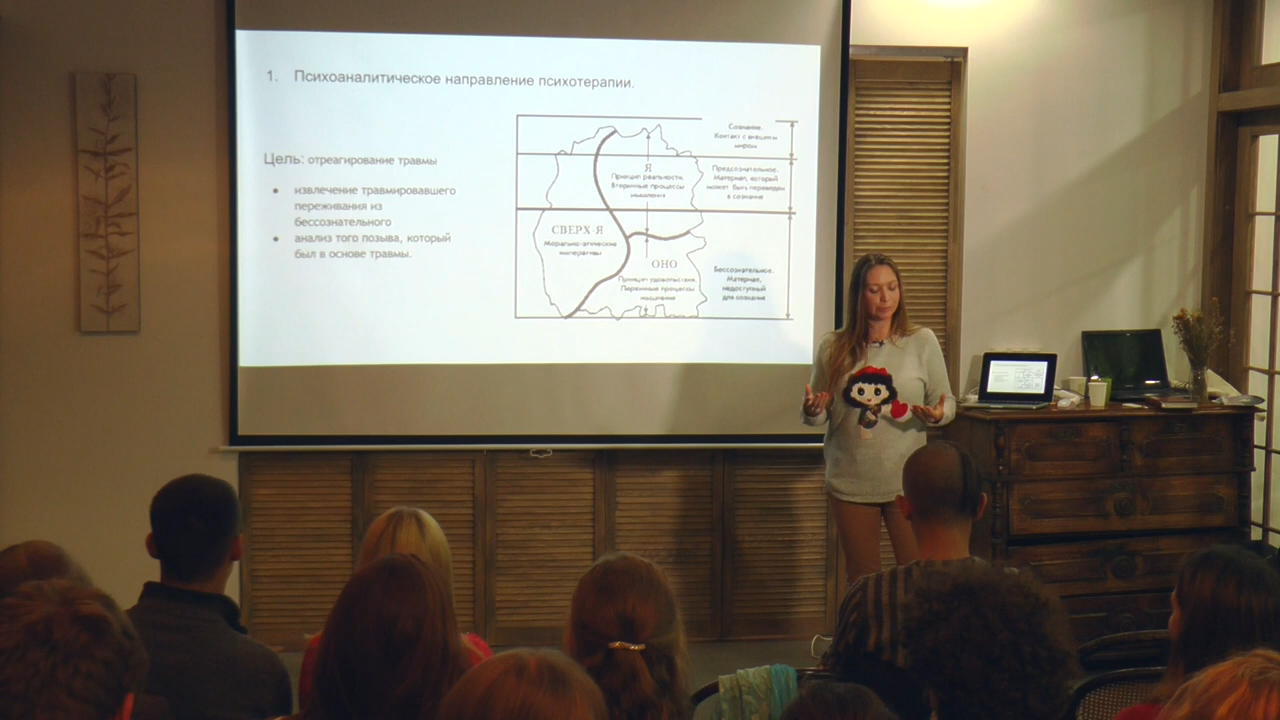 1. Психоаналитическое направление психотерапии.
Цель: отреагирование травмы
• извлечение травмировавшего
переживания из
бессознательного
• анализ того позыва, который
был в основе травмы.
Сознание.
Контакт с внешним
миром
Я
Принцип реальности.
Вторичные процессы
мышления
Предсознательное.
Материал, который
может быть переведен
в сознание
СВЕРХ-Я
Морально-этические
императивы
ОНО
Принцип удовольствия.
Первичные процессы
мышления
Бессознательное.
Материал,
недоступный
для сознания